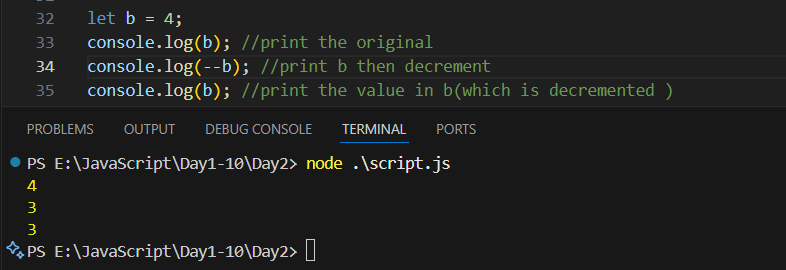 32 let b = 4;
33 console.log(b); //print the original
34 console.log(--b); //print b then decrement
35 console.log(b); //print the value in b(which is decremented )
PROBLEMS OUTPUT DEBUG CONSOLE TERMINAL PORTS
PS E:\JavaScript\Day1-10\Day2> node .\script.js
4
3
3
PS E:\JavaScript\Day1-10\Day2>